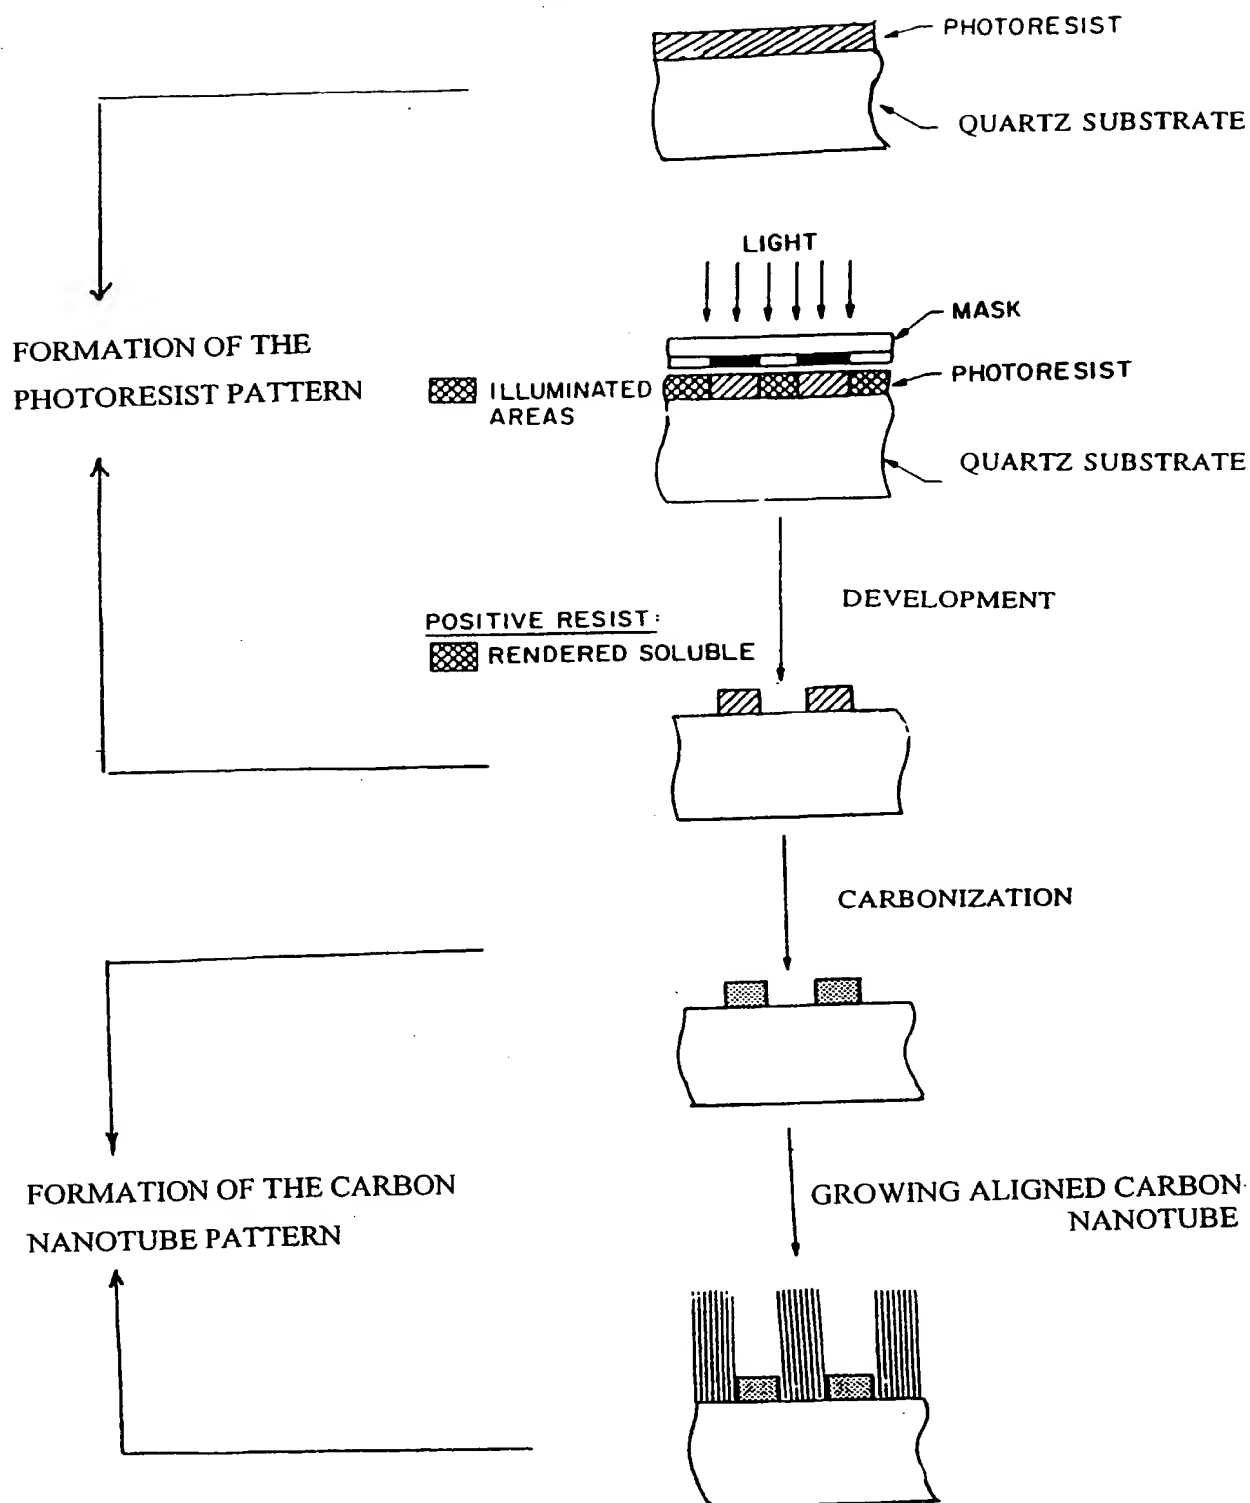 PHOTORESIST
QUARTZ SUBSTRATE
LIGHT
MASK
FORMATION OF THE
PHOTORESIST PATTERN
ILLUMINATED
AREAS
PHOTORESIST
QUARTZ SUBSTRATE
DEVELOPMENT
POSITIVE RESIST:
RENDERED SOLUBLE
CARBONIZATION
FORMATION OF THE CARBON
NANOTUBE PATTERN
GROWING ALIGNED CARBON
NANOTUBE